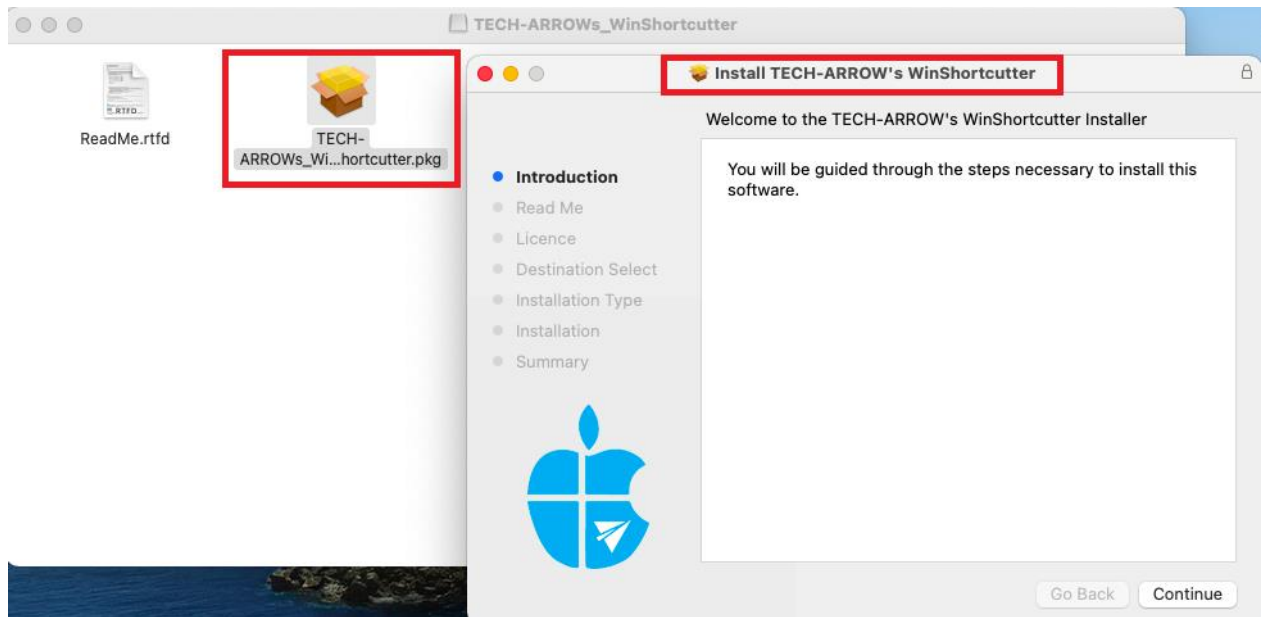 TECH-ARROWs_WinShortcutter
.RTFD
ReadMe.rtfd
TECH-
ARROWs_Wi...hortcutter.pkg
Install TECH-ARROW's WinShortcutter
Welcome to the TECH-ARROW's WinShortcutter Installer
Introduction
Read Me
Licence
Destination Select
Installation Type
Installation
Summary
You will be guided through the steps necessary to install this
software.
Go Back
Continue